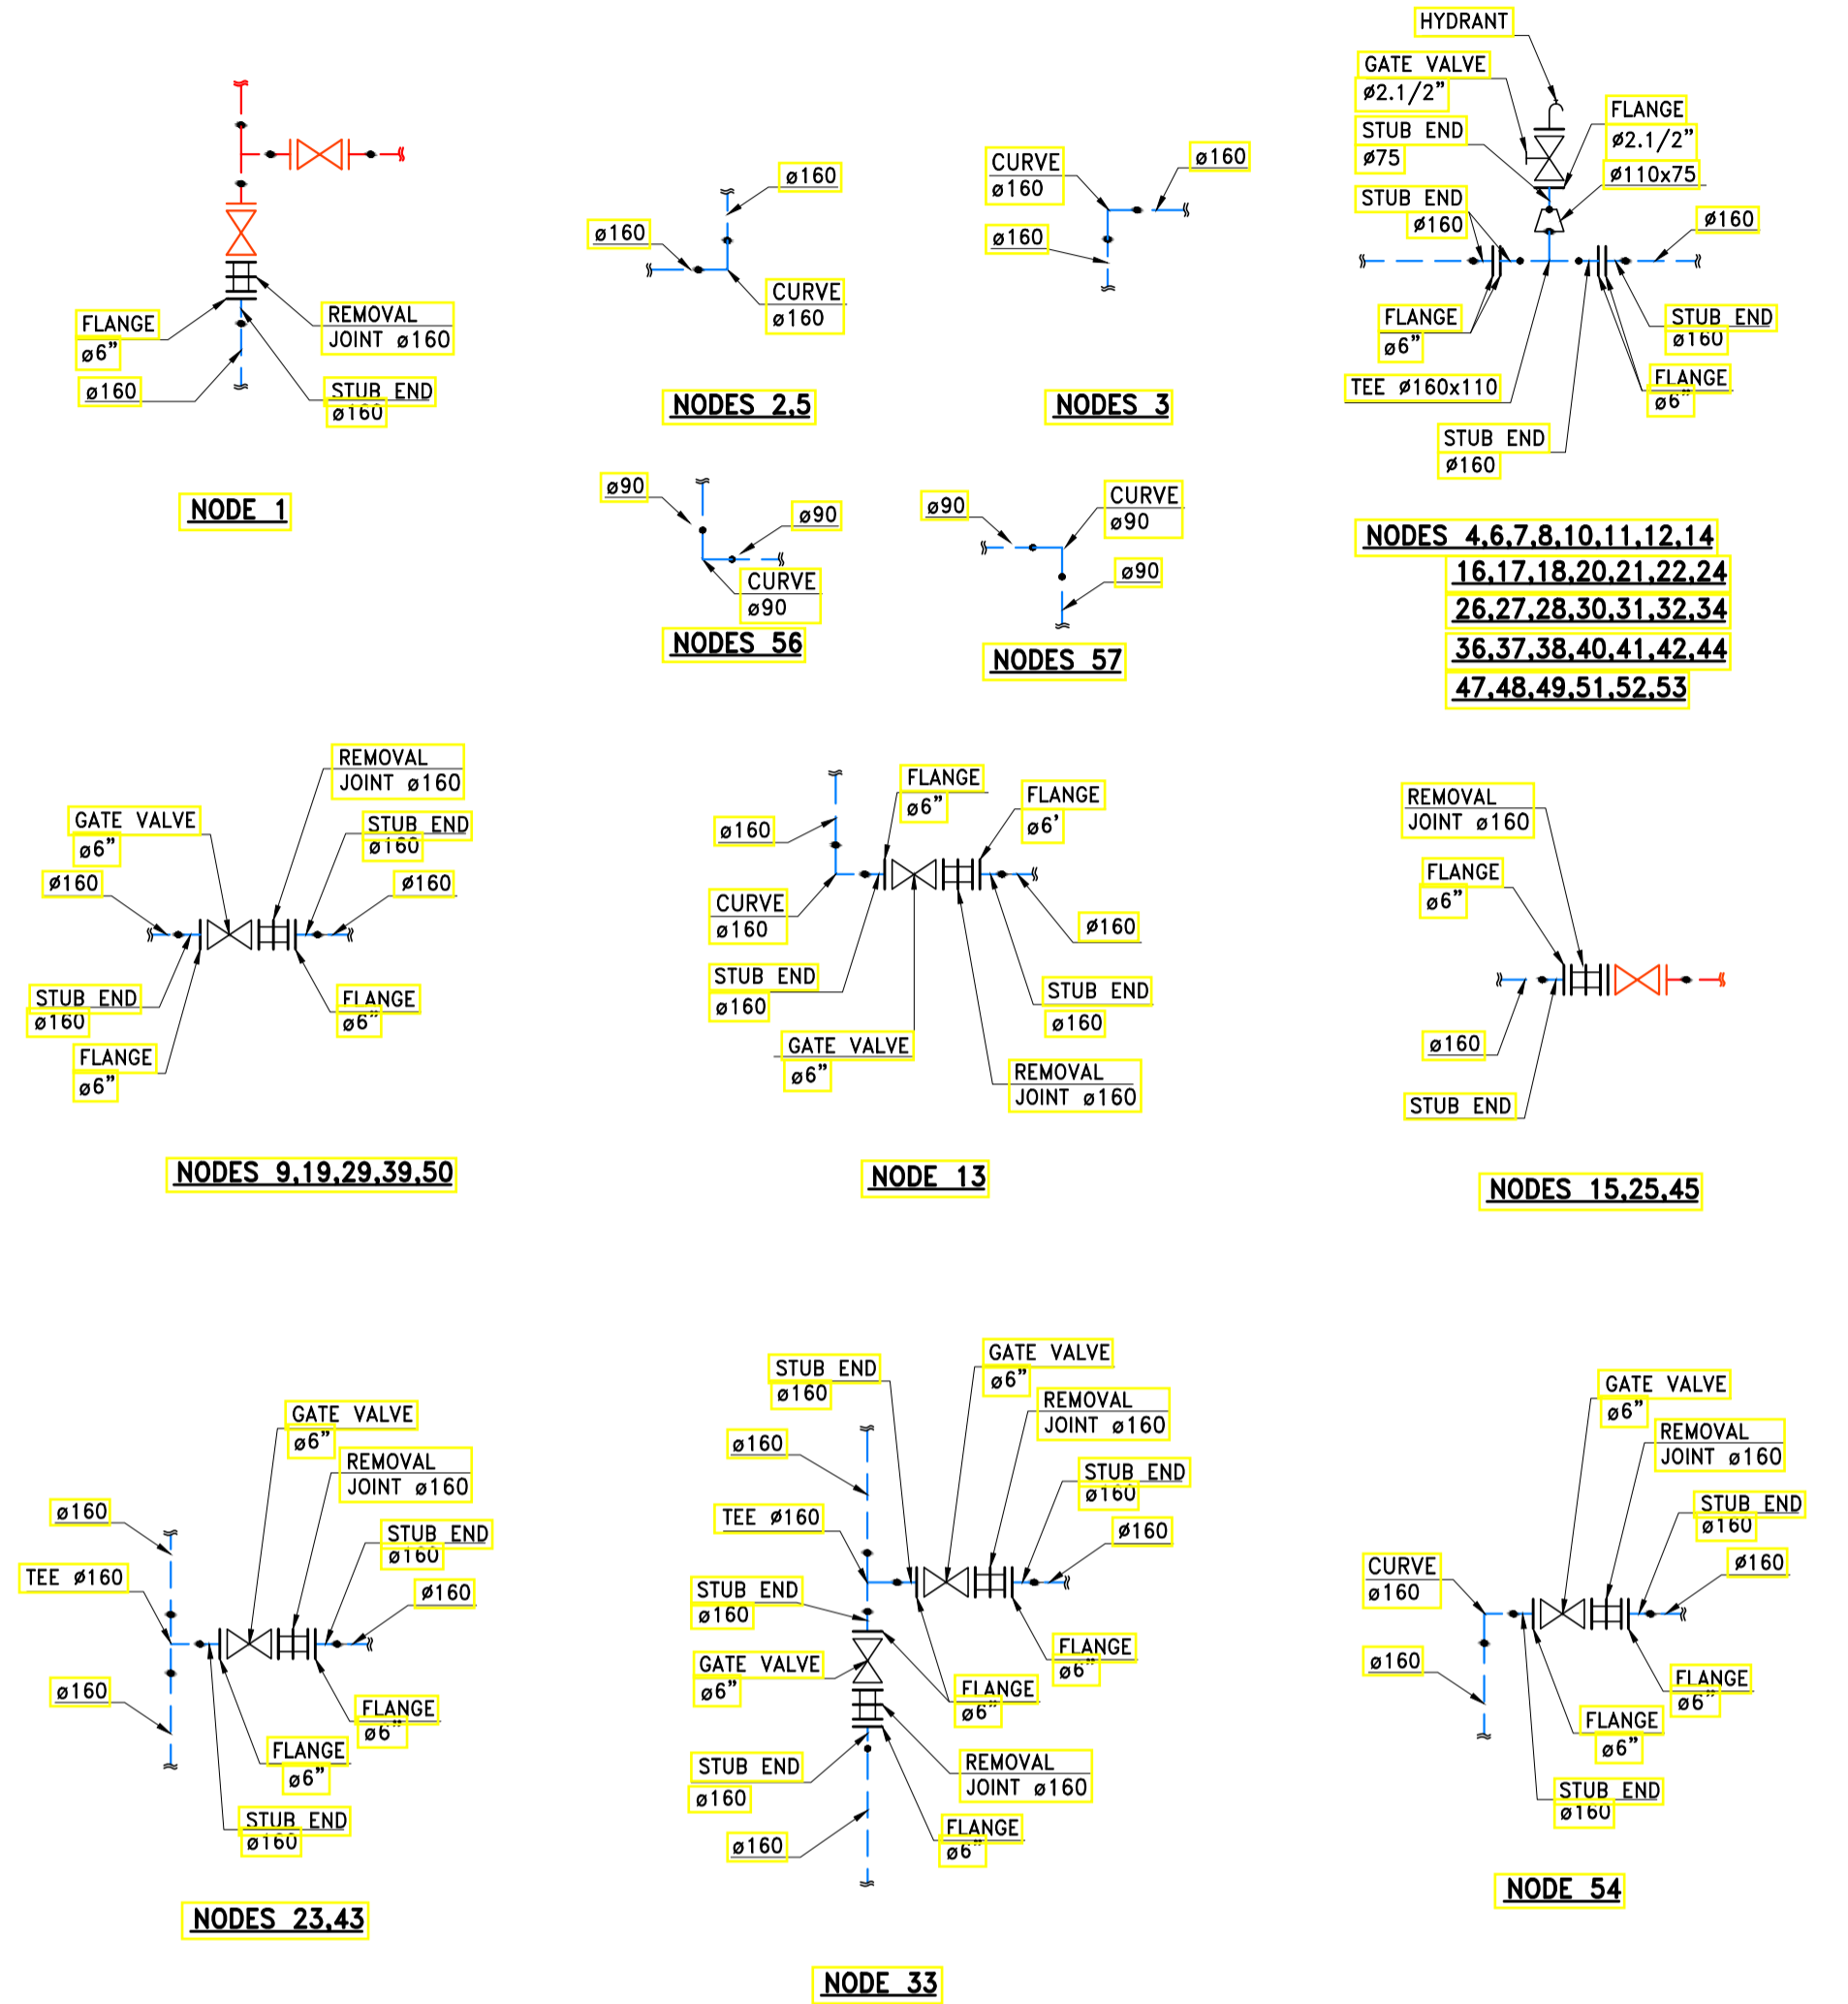 FLANGE
ø6"
ø160
REMOVAL
JOINT ø160
STUB END
ø160
NODE 1
ø160
ø160
CURVE
ø160
NODES 2,5
CURVE
ø160
ø160
ø160
NODES 3
HYDRANT
GATE VALVE
Ø2.1/2"
STUB END
Ø75
STUB END
Ø160
FLANGE
Ø2.1/2"
Ø110x75
Ø160
FLANGE
ø6"
STUB END
ø160
TEE Ø160x110
FLANGE
ø6"
STUB END
Ø160
NODES 4,6,7,8,10,11,12,14
16,17,18,20,21,22,24
26,27,28,30,31,32,34
36,37,38,40,41,42,44
47,48,49,51,52,53
ø90
ø90
CURVE
ø90
NODES 56
ø90
CURVE
ø90
ø90
NODES 57
REMOVAL
JOINT ø160
GATE VALVE
ø6"
STUB END
ø160
Ø160
Ø160
STUB END
ø160
FLANGE
ø6"
FLANGE
ø6"
NODES 9,19,29,39,50
FLANGE
ø6"
FLANGE
ø6'
ø160
CURVE
ø160
Ø160
STUB END
ø160
STUB END
ø160
GATE VALVE
ø6"
REMOVAL
JOINT ø160
NODE 13
REMOVAL
JOINT ø160
FLANGE
ø6"
ø160
STUB END
NODES 15,25,45
GATE VALVE
ø6"
REMOVAL
JOINT ø160
ø160
STUB END
ø160
TEE Ø160
Ø160
ø160
FLANGE
ø6"
FLANGE
ø6"
STUB END
ø160
NODES 23,43
STUB END
ø160
GATE VALVE
ø6"
REMOVAL
JOINT ø160
ø160
STUB END
ø160
TEE Ø160
Ø160
STUB END
ø160
FLANGE
ø6"
GATE VALVE
ø6"
FLANGE
ø6"
STUB END
ø160
REMOVAL
JOINT ø160
ø160
FLANGE
ø6"
NODE 33
GATE VALVE
ø6"
REMOVAL
JOINT ø160
STUB END
ø160
CURVE
ø160
Ø160
ø160
FLANGE
ø6"
FLANGE
ø6"
STUB END
ø160
NODE 54